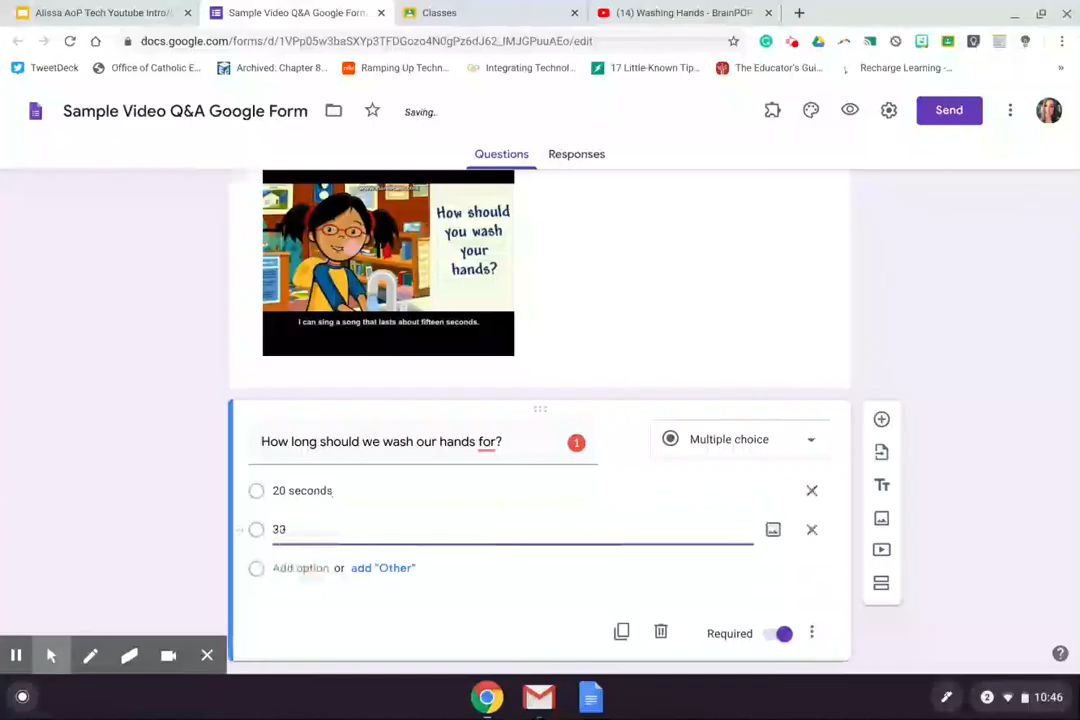 Alissa AoP Tech Youtube Intro/
Sample Video Q&A Google Form
Classes
(14) Washing Hands - BrainPOP
docs.google.com/forms/d/1VPp05w3baSXYp3TFDGozo4N0gPz6dJ62_IMJGPuuAEo/edit
TweetDeck
Office of Catholic E...
Archived: Chapter 8...
Ramping Up Techn...
Integrating Technol...
17 Little-Known Tip...
The Educator's Gui...
Recharge Learning -...
»
Sample Video Q&A Google Form
Saving..
Send
Questions
Responses
How should
you wash
your
hands?
I can sing a song that lasts about fifteen seconds.
How long should we wash our hands for?
1
Multiple choice
20 seconds
Add option or add "Other"
Required
Tt
2
10:46